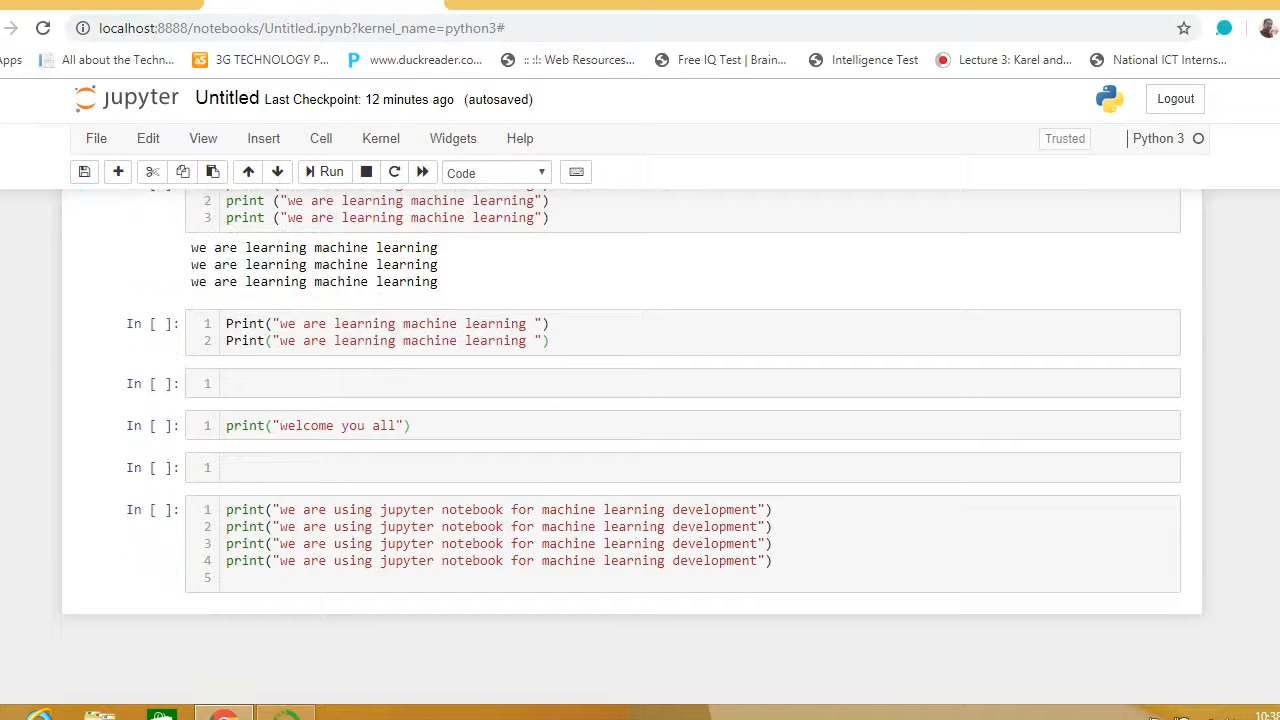 localhost:8888/notebooks/Untitled.ipynb?kernel_name=python3#
Apps All about the Techn... 3G TECHNOLOGY P... www.duckreader.co... :: :!: Web Resources... Free IQ Test | Brain... Intelligence Test Lecture 3: Karel and... National ICT Interns...
jupyter Untitled Last Checkpoint: 12 minutes ago (autosaved) Logout
File Edit View Insert Cell Kernel Widgets Help Trusted Python 3
Run Code
2 print ("we are learning machine learning")
3 print ("we are learning machine learning")
we are learning machine learning
we are learning machine learning
we are learning machine learning
In [ ]: 1 Print("we are learning machine learning ")
2 Print("we are learning machine learning ")
In [ ]: 1
In [ ]: 1 print("welcome you all")
In [ ]: 1
In [ ]: 1 print("we are using jupyter notebook for machine learning development")
2 print("we are using jupyter notebook for machine learning development")
3 print("we are using jupyter notebook for machine learning development")
4 print("we are using jupyter notebook for machine learning development")
5